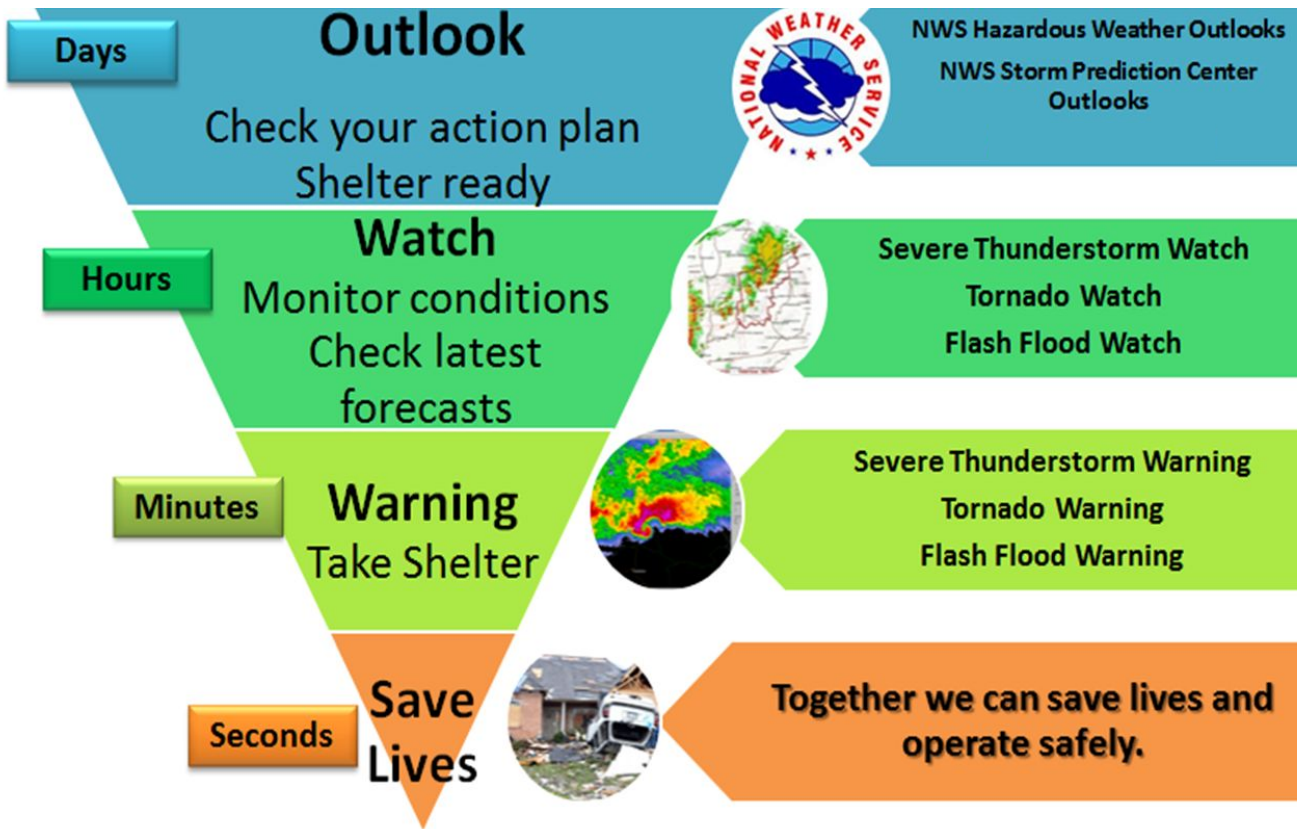 Days
Outlook
Check your action plan
Shelter ready
NATIONAL WEATHER SERVICE
NWS Hazardous Weather Outlooks
NWS Storm Prediction Center
Outlooks
Hours
Watch
Monitor conditions
Check latest
forecasts
Severe Thunderstorm Watch
Tornado Watch
Flash Flood Watch
Minutes
Warning
Take Shelter
Severe Thunderstorm Warning
Tornado Warning
Flash Flood Warning
Seconds
Save
Lives
Together we can save lives and
operate safely.